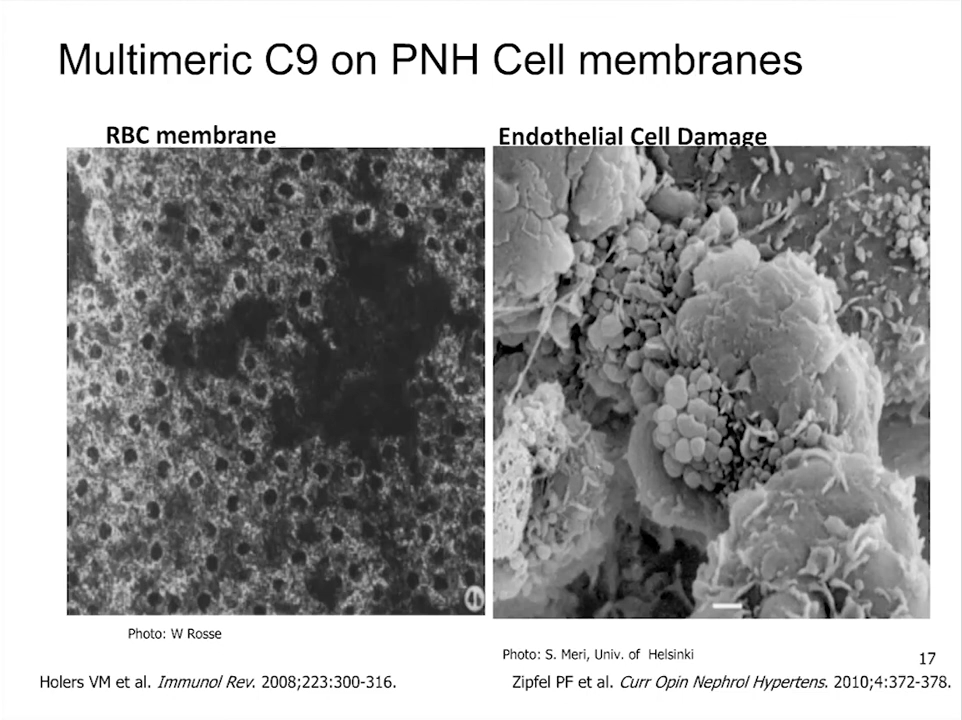 Multimeric C9 on PNH Cell membranes
RBC membrane
Endothelial Cell Damage
Photo: W Rosse
Photo: S. Meri, Univ. of Helsinki
17
Holers VM et al. Immunol Rev. 2008;223:300-316.
Zipfel PF et al. Curr Opin Nephrol Hypertens. 2010;4:372-378.